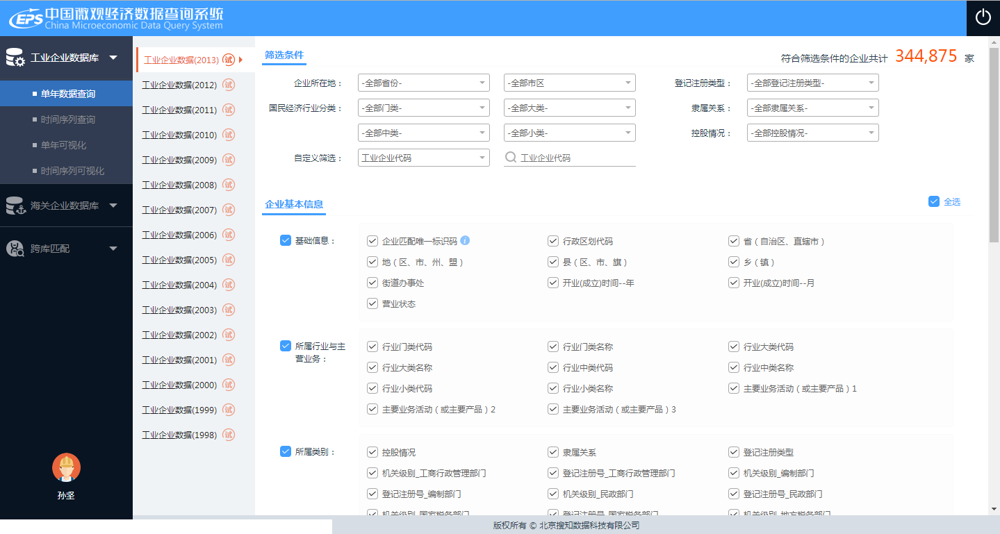 EPS 中国微观经济数据查询系统
China Microeconomic Data Query System
工业企业数据库
单年数据查询
时间序列查询
单年可视化
时间序列可视化
海关企业数据库
跨库匹配
孙坚
工业企业数据(2013) 试
工业企业数据(2012) 试
工业企业数据(2011) 试
工业企业数据(2010) 试
工业企业数据(2009) 试
工业企业数据(2008) 试
工业企业数据(2007) 试
工业企业数据(2006) 试
工业企业数据(2005) 试
工业企业数据(2004) 试
工业企业数据(2003) 试
工业企业数据(2002) 试
工业企业数据(2001) 试
工业企业数据(2000) 试
工业企业数据(1999) 试
工业企业数据(1998) 试
筛选条件
符合筛选条件的企业共计 344,875 家
企业所在地： -全部省份- -全部市区 登记注册类型： -全部登记注册类型-
国民经济行业分类： -全部门类- -全部大类- 隶属关系： -全部隶属关系-
-全部中类- -全部小类- 控股情况： -全部控股情况-
自定义筛选： 工业企业代码 工业企业代码
企业基本信息 全选
基础信息： 企业匹配唯一标识码 行政区划代码 省（自治区、直辖市）
地（区、市、州、盟） 县（区、市、旗） 乡（镇）
街道办事处 开业(成立)时间--年 开业(成立)时间--月
营业状态
所属行业与主
营业务： 行业门类代码 行业门类名称 行业大类代码
行业大类名称 行业中类代码 行业中类名称
行业小类代码 行业小类名称 主要业务活动（或主要产品）1
主要业务活动（或主要产品）2 主要业务活动（或主要产品）3
所属类别： 控股情况 隶属关系 登记注册类型
机关级别_工商行政管理部门 登记注册号_工商行政管理部门 机关级别_编制部门
登记注册号_编制部门 机关级别_民政部门 登记注册号_民政部门
机关级别_国家税务部门 登记注册号_国家税务部门 机关级别_地方税务部门
版权所有 © 北京搜知数据科技有限公司